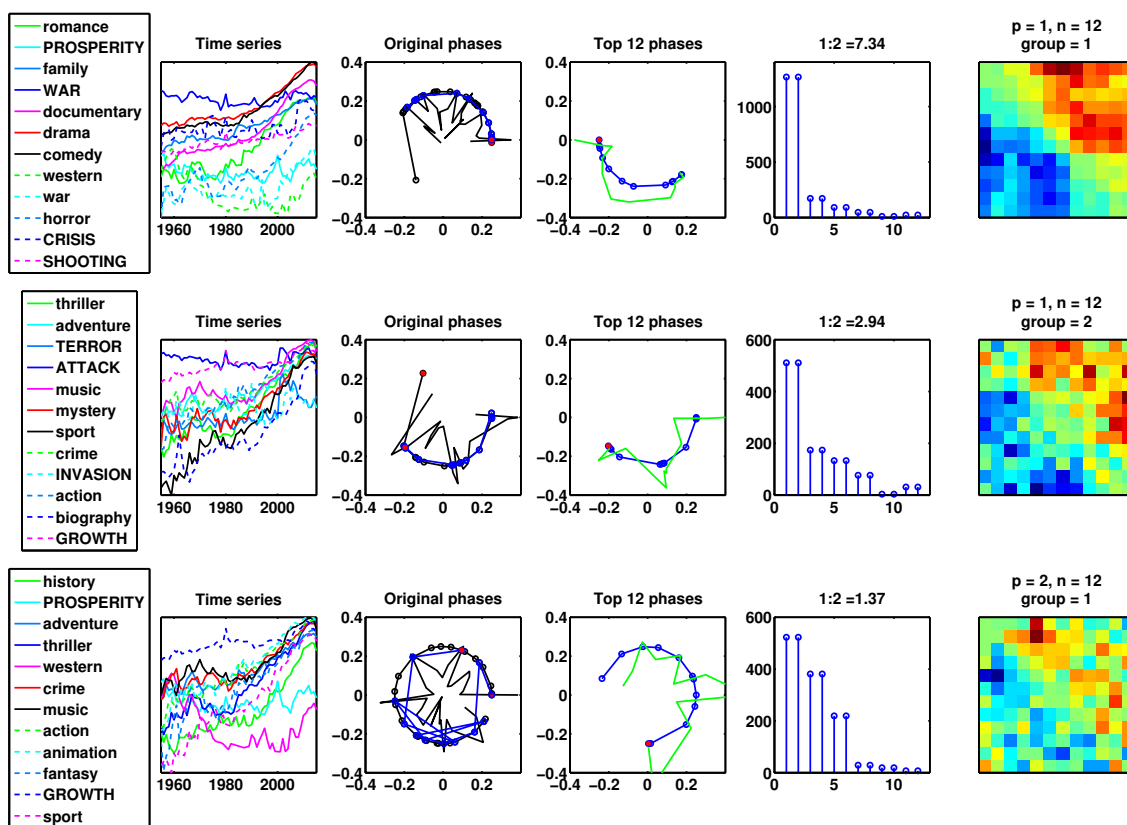 romance
PROSPERITY
family
WAR
documentary
drama
comedy
western
war
horror
CRISIS
SHOOTING
Time series
1960 1980 2000
Original phases
0.4
0.2
0
−0.2
−0.4
−0.4 −0.2 0 0.2
Top 12 phases
0.4
0.2
0
−0.2
−0.4
−0.4 −0.2 0 0.2
1:2 =7.34
1000
500
0
0 5 10
p = 1, n = 12
group = 1
thriller
adventure
TERROR
ATTACK
music
mystery
sport
crime
INVASION
action
biography
GROWTH
Time series
1960 1980 2000
Original phases
0.4
0.2
0
−0.2
−0.4
−0.4 −0.2 0 0.2
Top 12 phases
0.4
0.2
0
−0.2
−0.4
−0.4 −0.2 0 0.2
1:2 =2.94
600
400
200
0
0 5 10
p = 1, n = 12
group = 2
history
PROSPERITY
adventure
thriller
western
crime
music
action
animation
fantasy
GROWTH
sport
Time series
1960 1980 2000
Original phases
0.4
0.2
0
−0.2
−0.4
−0.4 −0.2 0 0.2
Top 12 phases
0.4
0.2
0
−0.2
−0.4
−0.4 −0.2 0 0.2
1:2 =1.37
600
400
200
0
0 5 10
p = 2, n = 12
group = 1